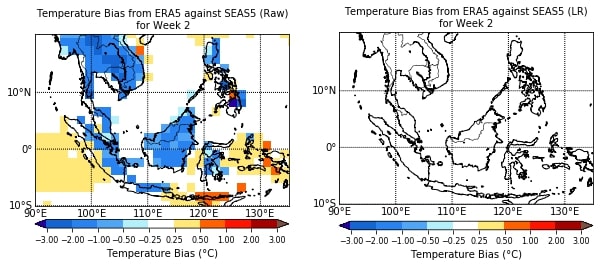 Temperature Bias from ERA5 against SEAS5 (Raw)
for Week 2
10°N
0°
10°S
90°E 100°E 110°E 120°E 130°E
−3.00 −2.00 −1.00 −0.50 −0.25 0.25 0.50 1.00 2.00 3.00
Temperature Bias (°C)
Temperature Bias from ERA5 against SEAS5 (LR)
for Week 2
10°N
0°
10°S
90°E 100°E 110°E 120°E 130°E
−3.00 −2.00 −1.00 −0.50 −0.25 0.25 0.50 1.00 2.00 3.00
Temperature Bias (°C)